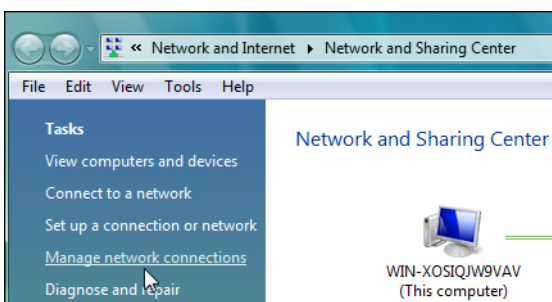 « Network and Internet ▸ Network and Sharing Center
File Edit View Tools Help
Tasks
View computers and devices
Connect to a network
Set up a connection or network
Manage network connections
Diagnose and repair
Network and Sharing Center
WIN-XOSIQJW9VAV
(This computer)